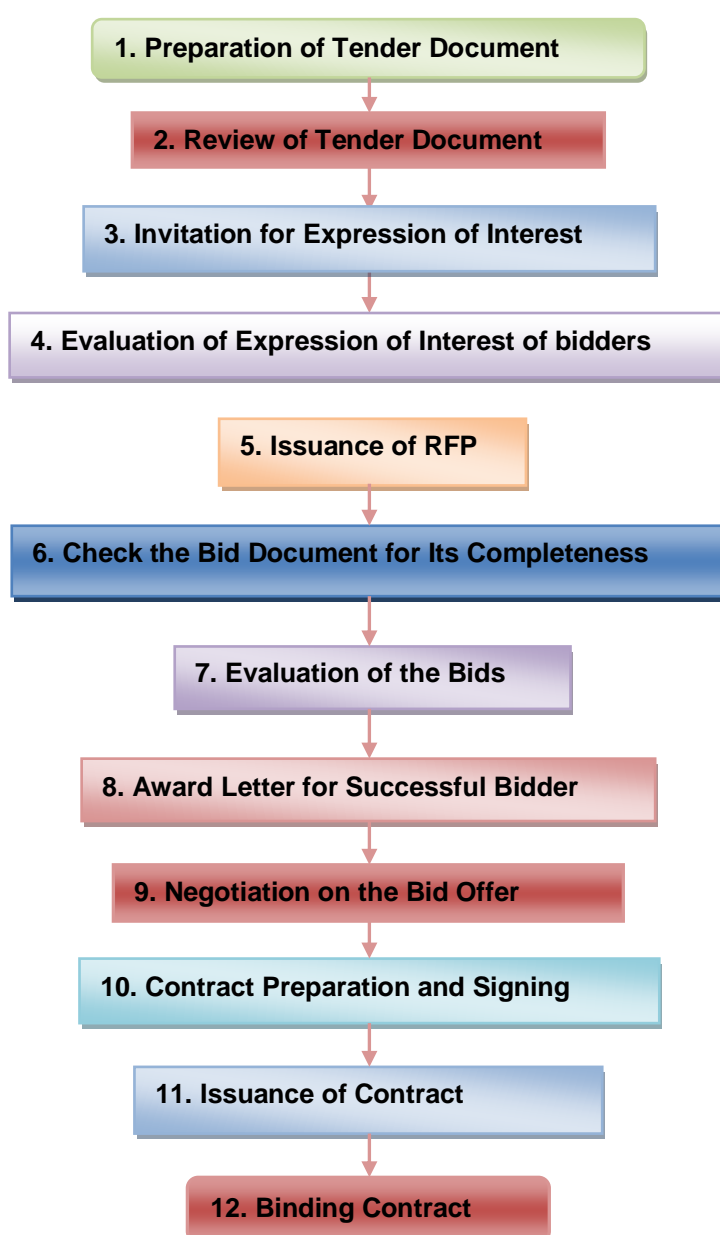 1. Preparation of Tender Document
2. Review of Tender Document
3. Invitation for Expression of Interest
4. Evaluation of Expression of Interest of bidders
5. Issuance of RFP
6. Check the Bid Document for Its Completeness
7. Evaluation of the Bids
8. Award Letter for Successful Bidder
9. Negotiation on the Bid Offer
10. Contract Preparation and Signing
11. Issuance of Contract
12. Binding Contract